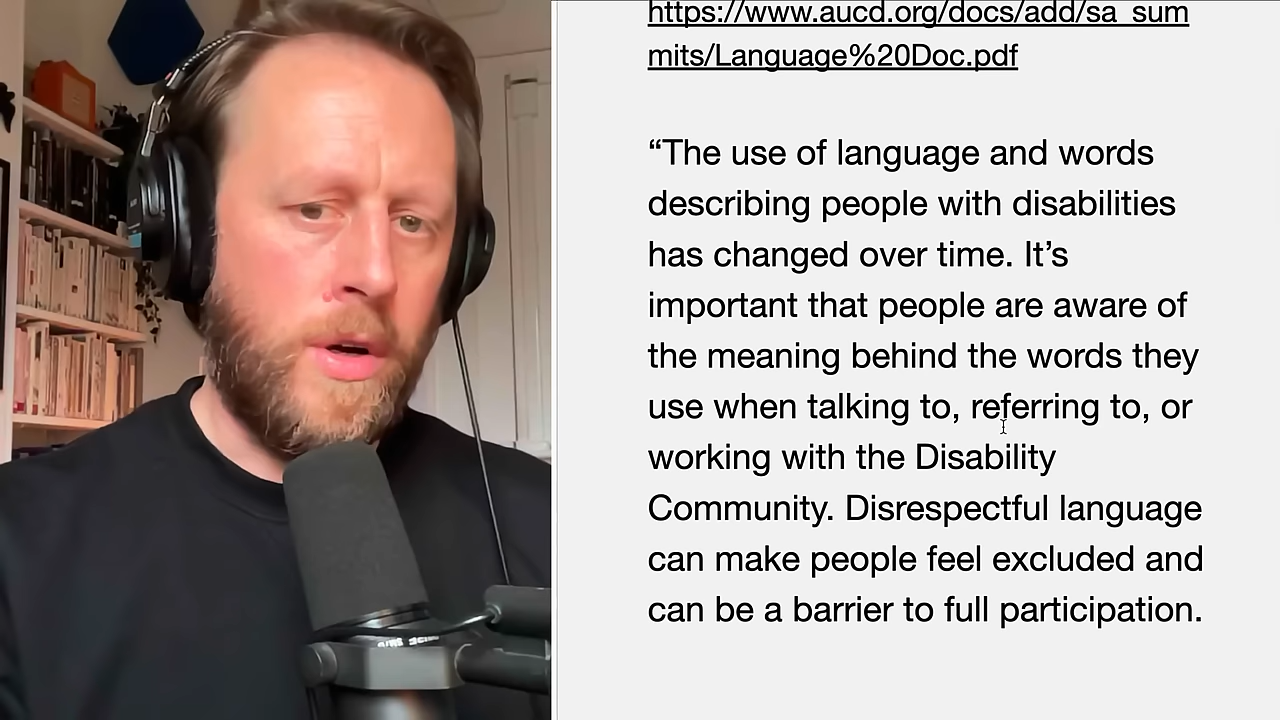 https://www.aucd.org/docs/add/sa_sum
mits/Language%20Doc.pdf
“The use of language and words
describing people with disabilities
has changed over time. It’s
important that people are aware of
the meaning behind the words they
use when talking to, referring to, or
working with the Disability
Community. Disrespectful language
can make people feel excluded and
can be a barrier to full participation.